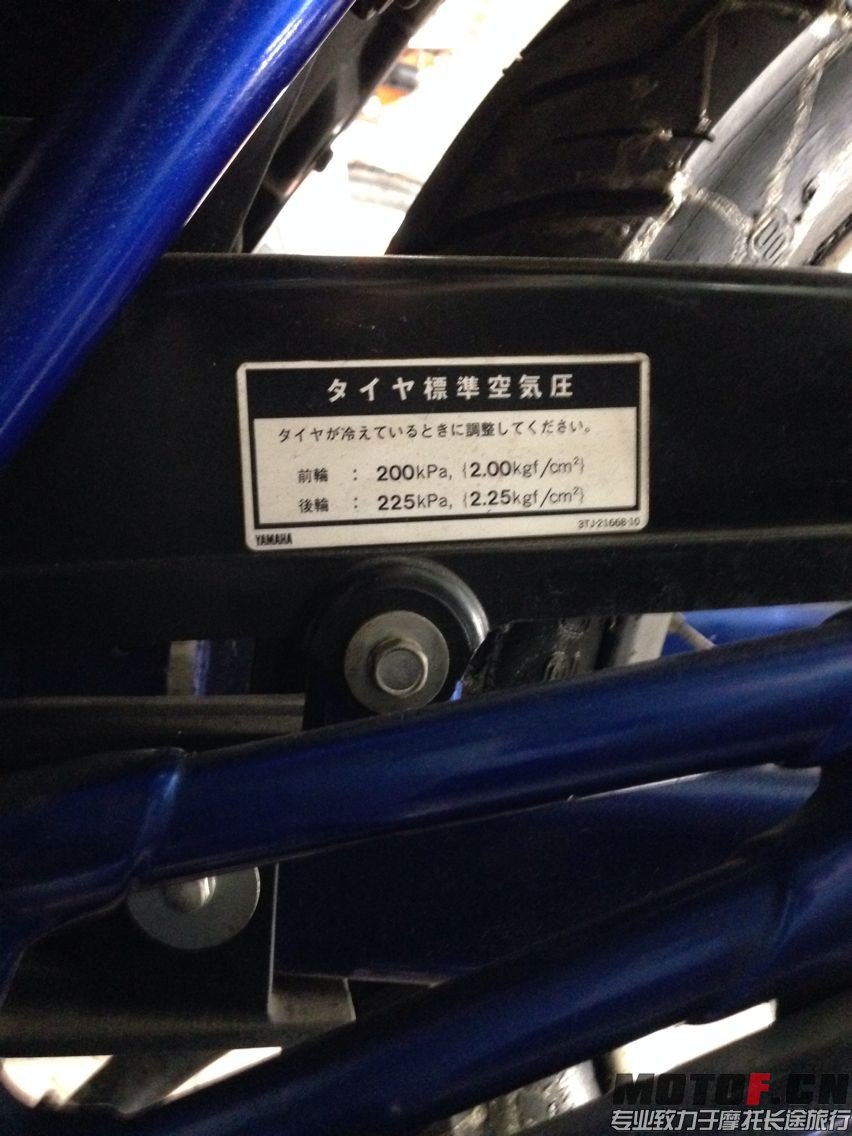 タイヤ標準空気圧
タイヤが冷えているときに調整してください。
前輪 : 200kPa, {2.00kgf/cm²}
後輪 : 225kPa, {2.25kgf/cm²}
3TJ-21668-10
YAMAHA
MOTOF.CN
专业致力于摩托长途旅行